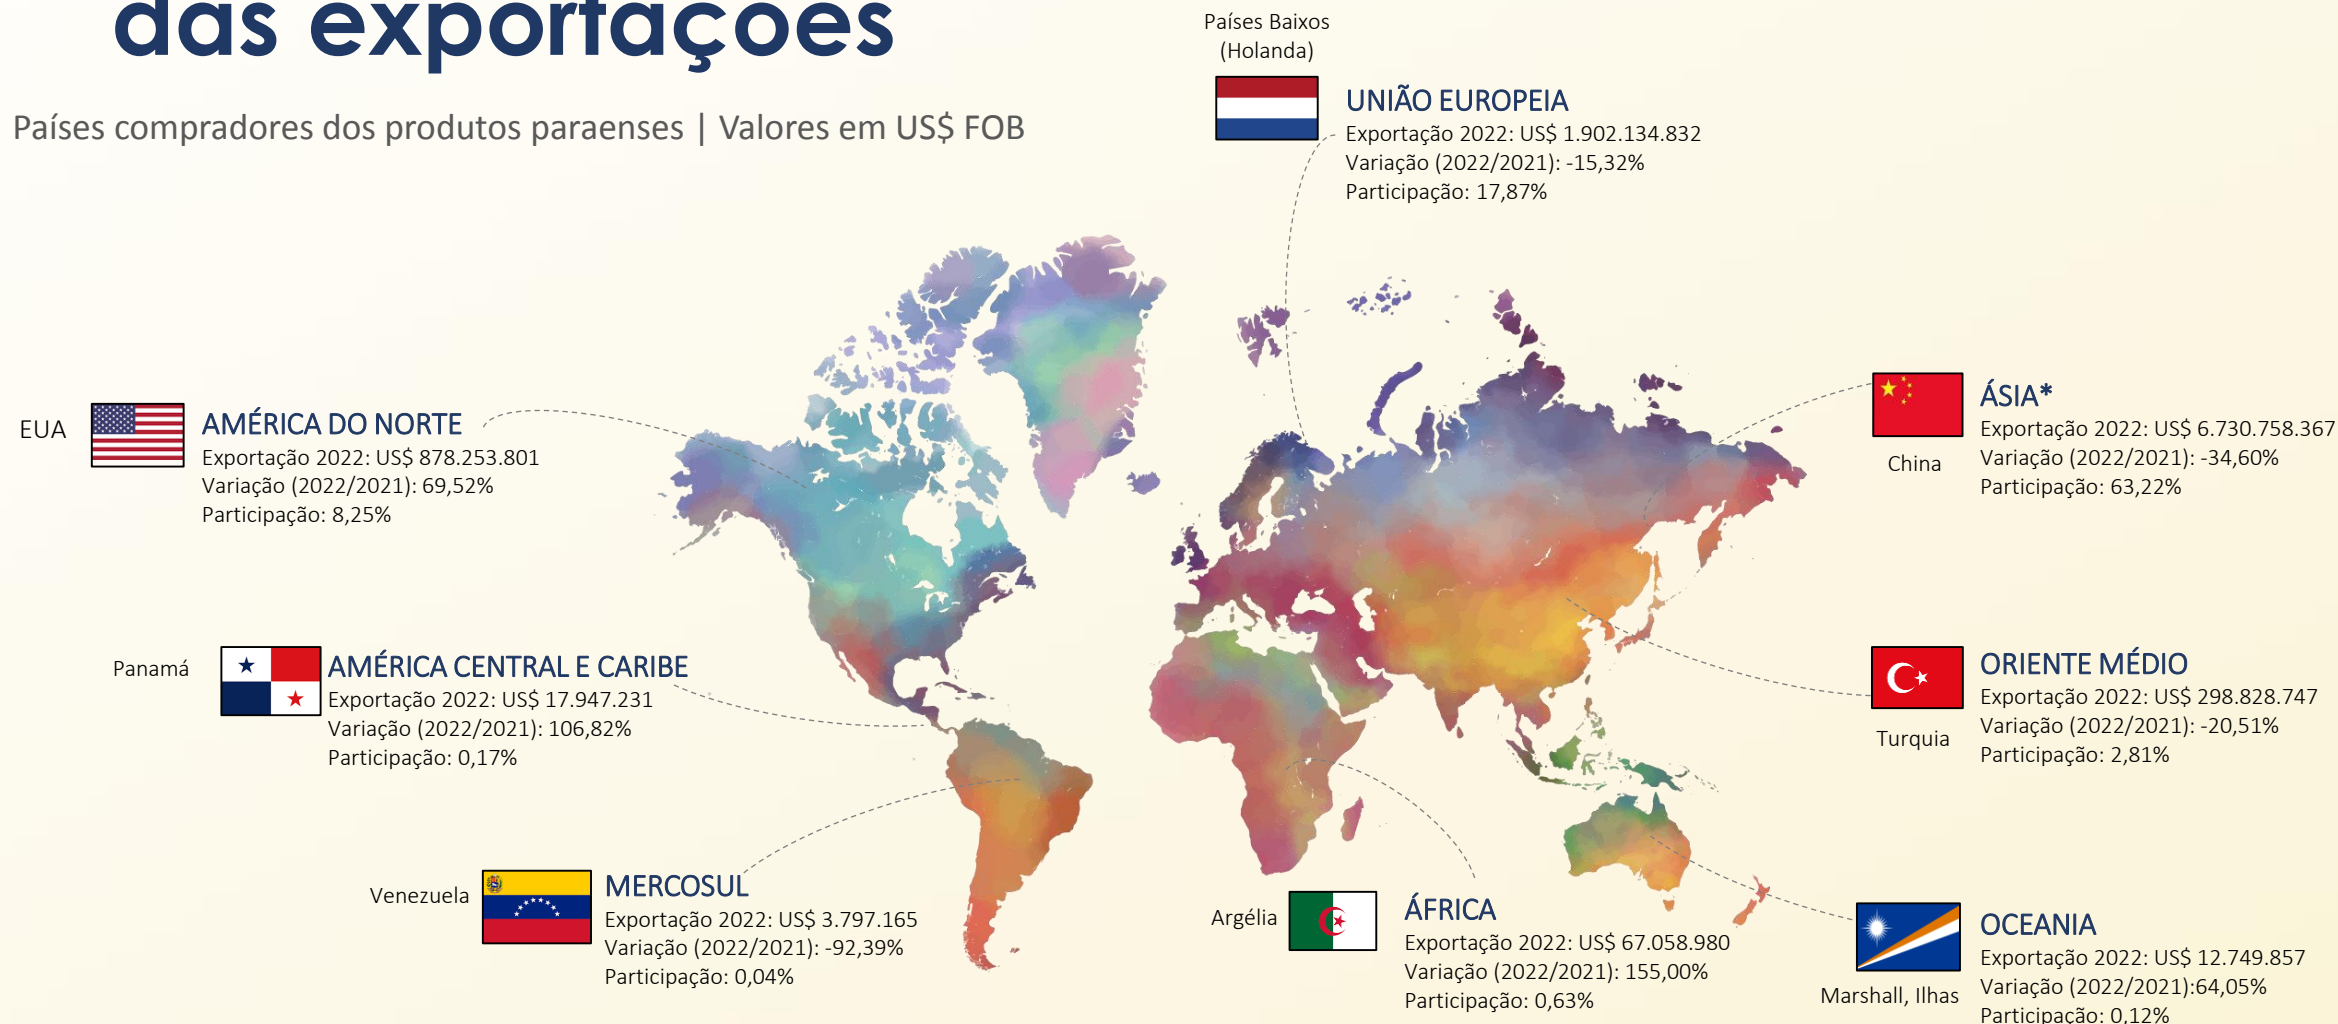 das exportações
Países compradores dos produtos paraenses | Valores em US$ FOB
Países Baixos
(Holanda)
UNIÃO EUROPEIA
Exportação 2022: US$ 1.902.134.832
Variação (2022/2021): -15,32%
Participação: 17,87%
EUA
AMÉRICA DO NORTE
Exportação 2022: US$ 878.253.801
Variação (2022/2021): 69,52%
Participação: 8,25%
China
ÁSIA*
Exportação 2022: US$ 6.730.758.367
Variação (2022/2021): -34,60%
Participação: 63,22%
Panamá
AMÉRICA CENTRAL E CARIBE
Exportação 2022: US$ 17.947.231
Variação (2022/2021): 106,82%
Participação: 0,17%
Turquia
ORIENTE MÉDIO
Exportação 2022: US$ 298.828.747
Variação (2022/2021): -20,51%
Participação: 2,81%
Venezuela
MERCOSUL
Exportação 2022: US$ 3.797.165
Variação (2022/2021): -92,39%
Participação: 0,04%
Argélia
ÁFRICA
Exportação 2022: US$ 67.058.980
Variação (2022/2021): 155,00%
Participação: 0,63%
Marshall, Ilhas
OCEANIA
Exportação 2022: US$ 12.749.857
Variação (2022/2021):64,05%
Participação: 0,12%